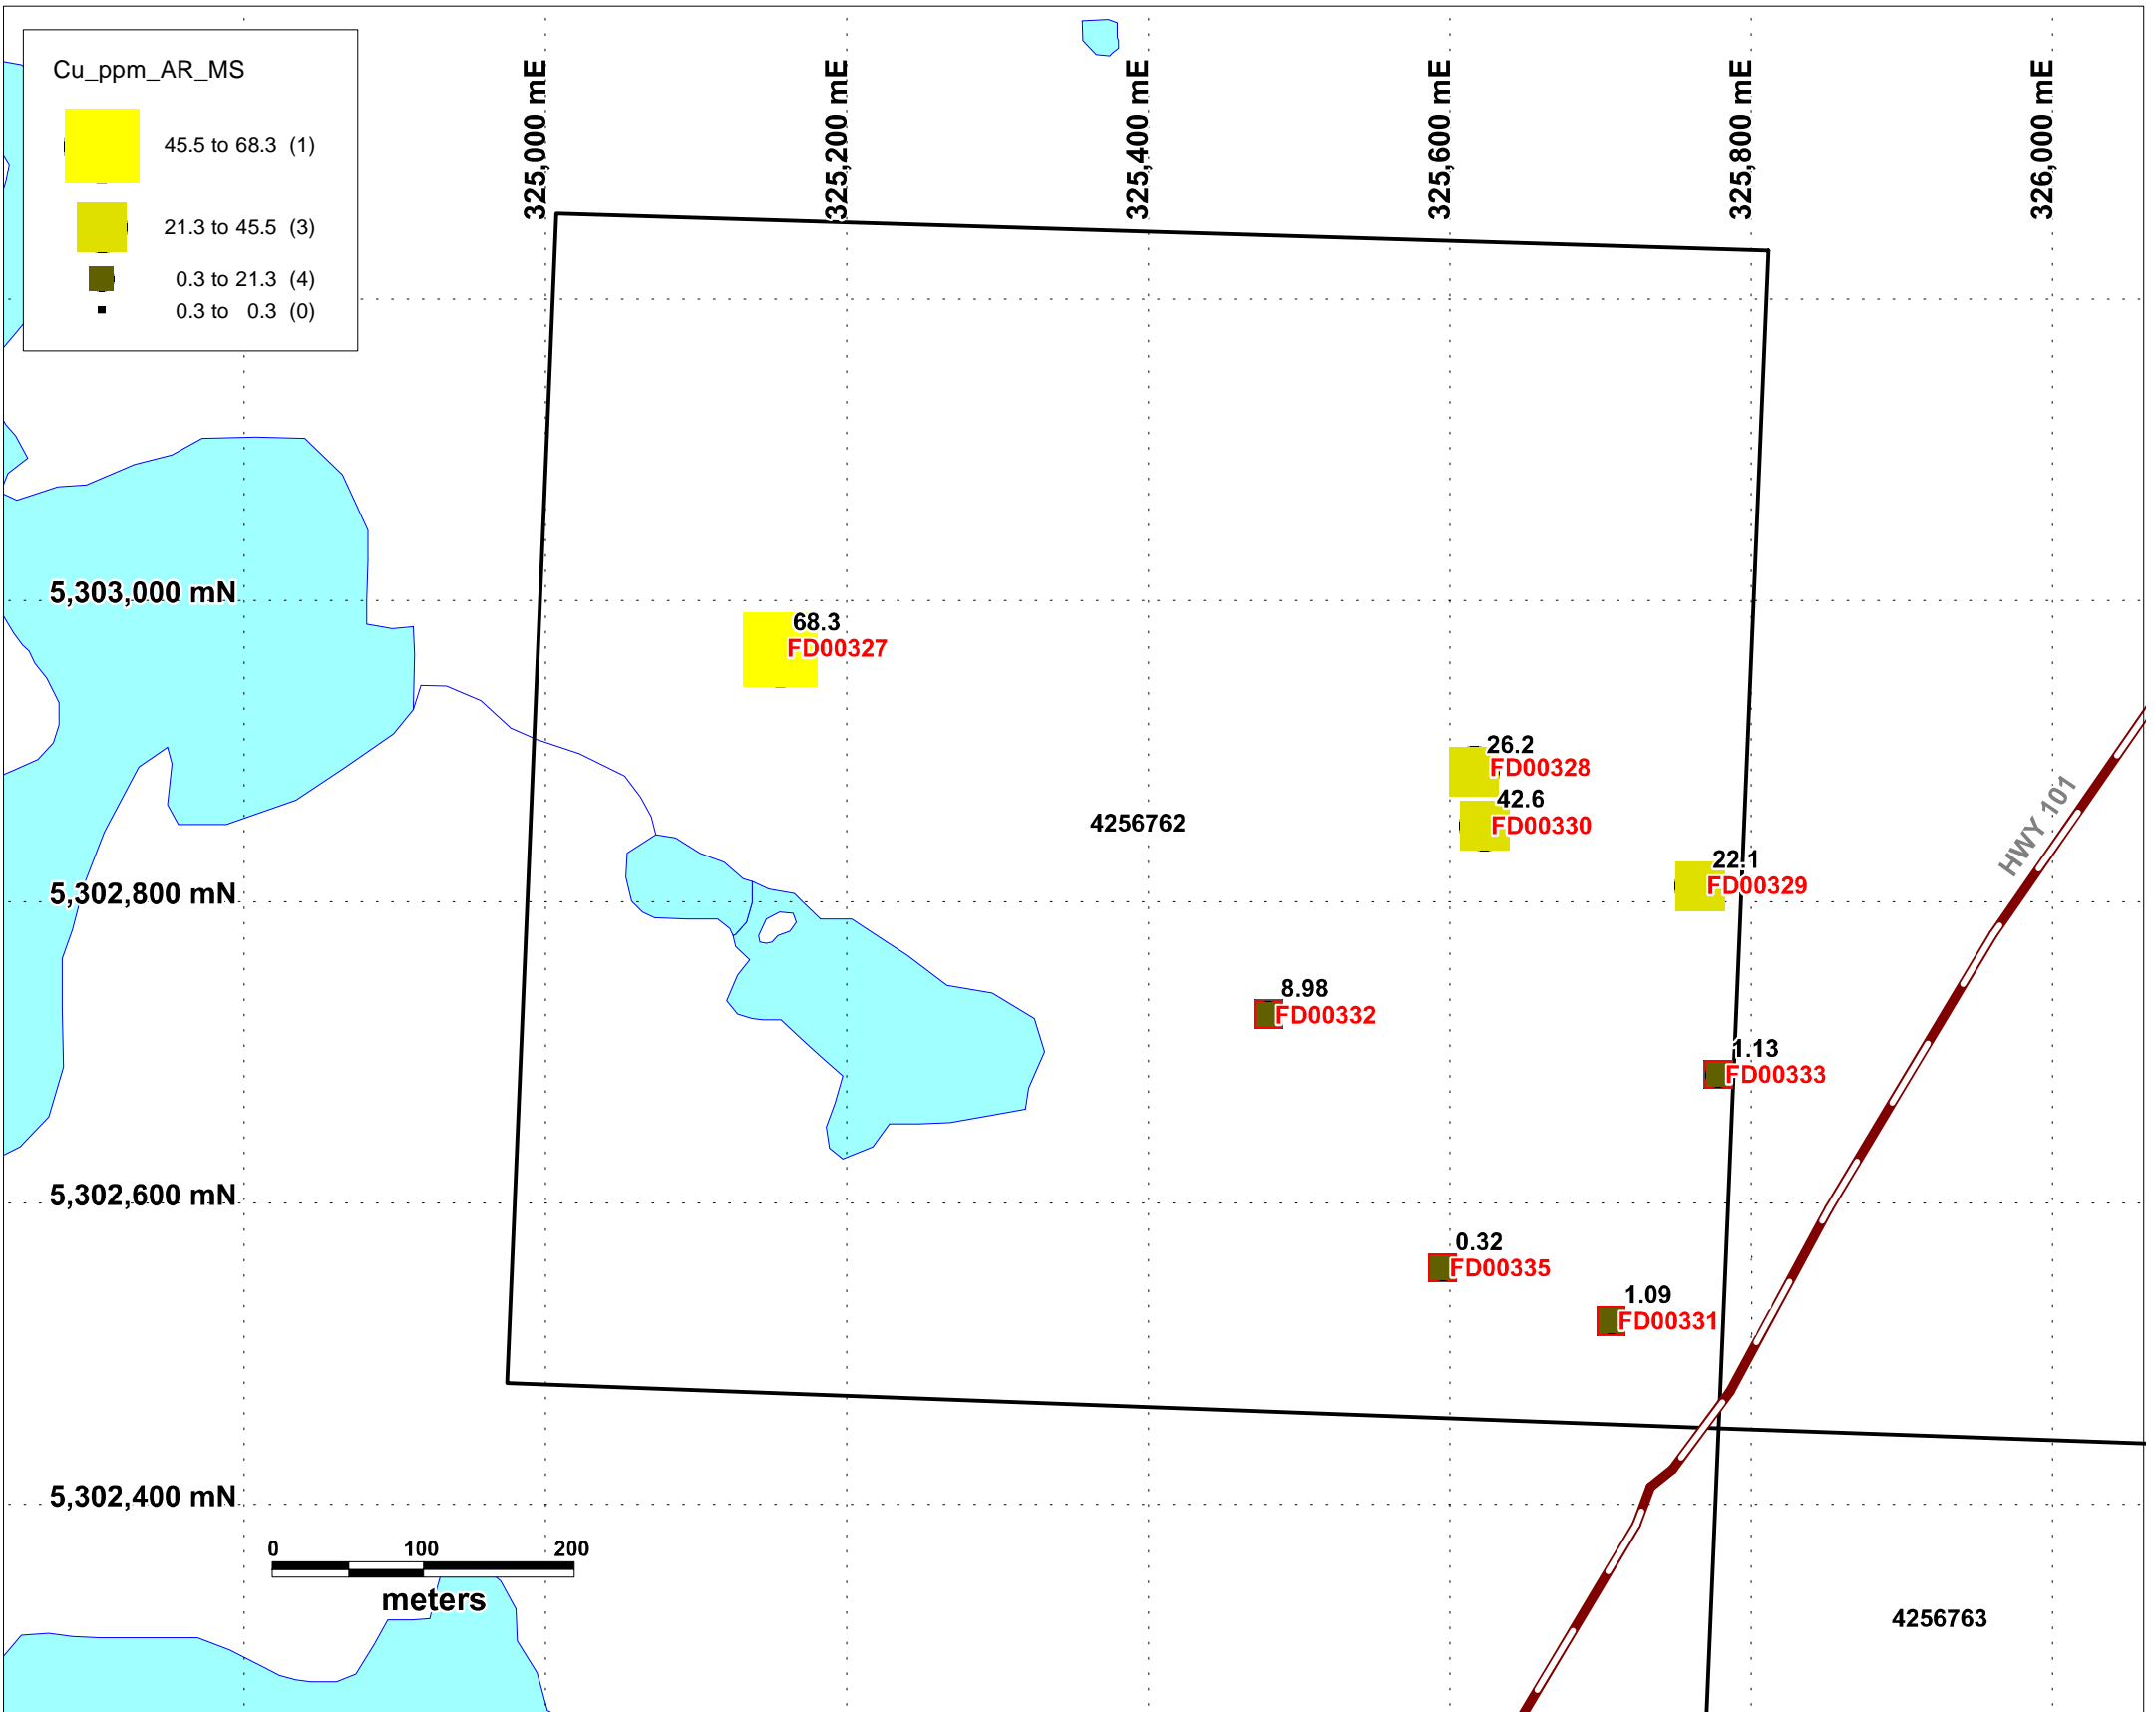 Cu_ppm_AR_MS
45.5 to 68.3 (1)
21.3 to 45.5 (3)
0.3 to 21.3 (4)
0.3 to 0.3 (0)
325,000 mE
325,200 mE
325,400 mE
325,600 mE
325,800 mE
326,000 mE
5,303,000 mN
68.3
FD00327
26.2
FD00328
42.6
FD00330
4256762
HWY 101
22.1
FD00329
5,302,800 mN
8.98
FD00332
1.13
FD00333
5,302,600 mN
0.32
FD00335
1.09
FD00331
5,302,400 mN
0 100 200
meters
4256763